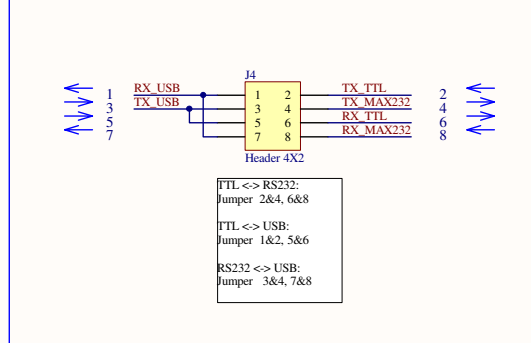 J4
1 RX_USB 1 2 TX_TTL 2
3 TX_USB 3 4 TX_MAX232 4
5 5 6 RX_TTL 6
7 7 8 RX_MAX232 8
Header 4X2
TTL <-> RS232:
Jumper 2&4, 6&8
TTL <-> USB:
Jumper 1&2, 5&6
RS232 <-> USB:
Jumper 3&4, 7&8